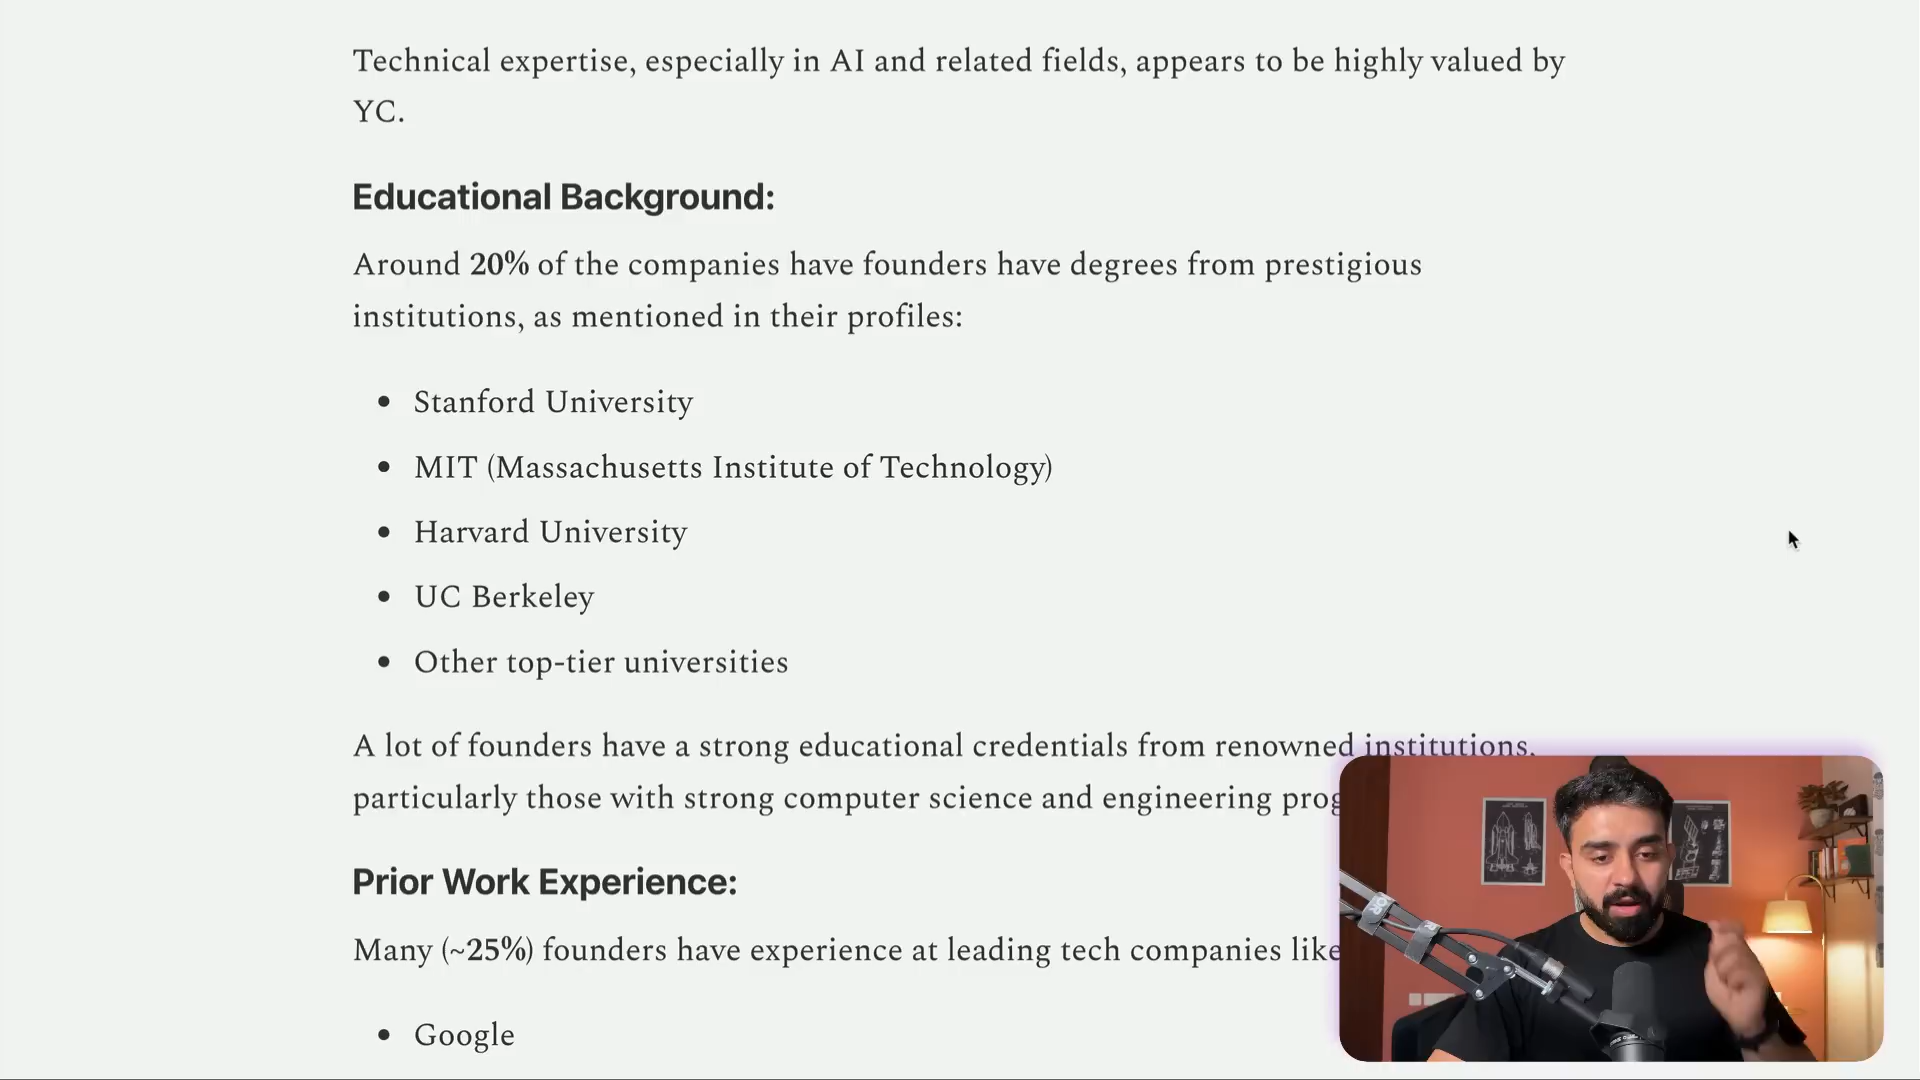 Technical expertise, especially in AI and related fields, appears to be highly valued by
YC.
Educational Background:
Around 20% of the companies have founders have degrees from prestigious
institutions, as mentioned in their profiles:
• Stanford University
• MIT (Massachusetts Institute of Technology)
• Harvard University
• UC Berkeley
• Other top-tier universities
A lot of founders have a strong educational credentials from renowned institutions,
particularly those with strong computer science and engineering
Prior Work Experience:
Many (~25%) founders have experience at leading tech companies like
• Google